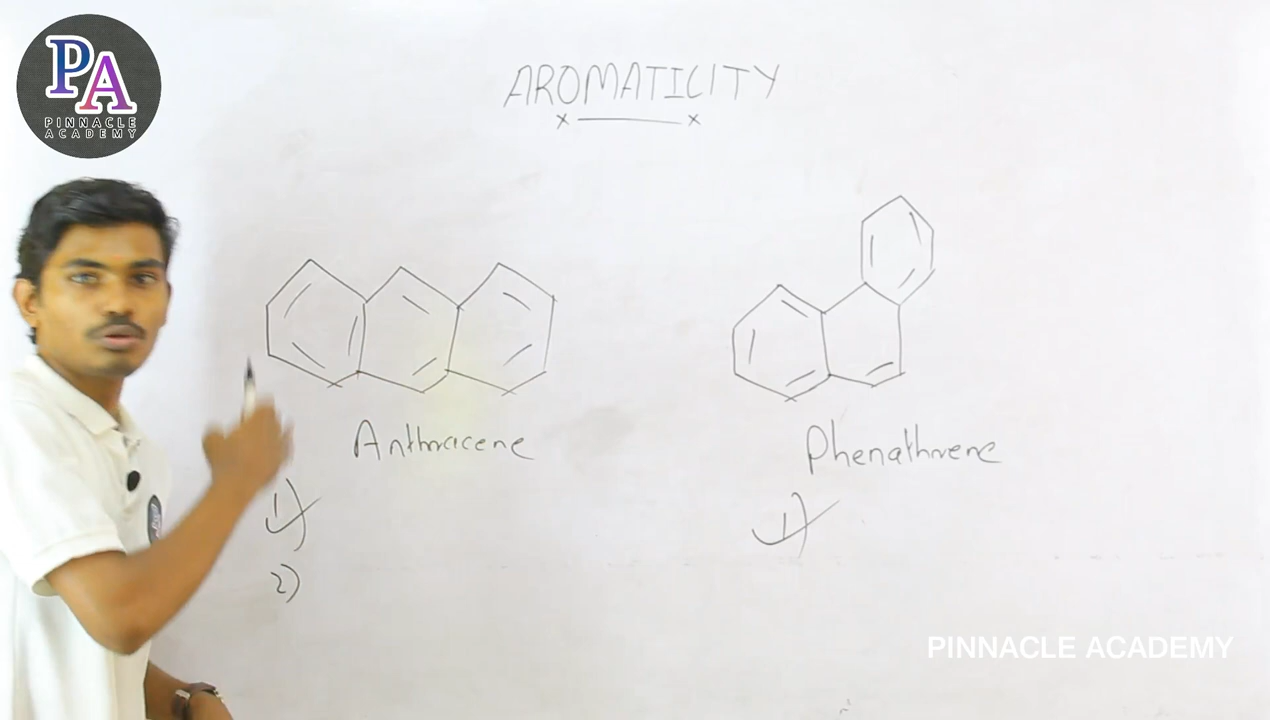 PA
PINNACLE
ACADEMY
AROMATICITY
Anthracene
Phenathrene
1)
1)
2)
PINNACLE ACADEMY